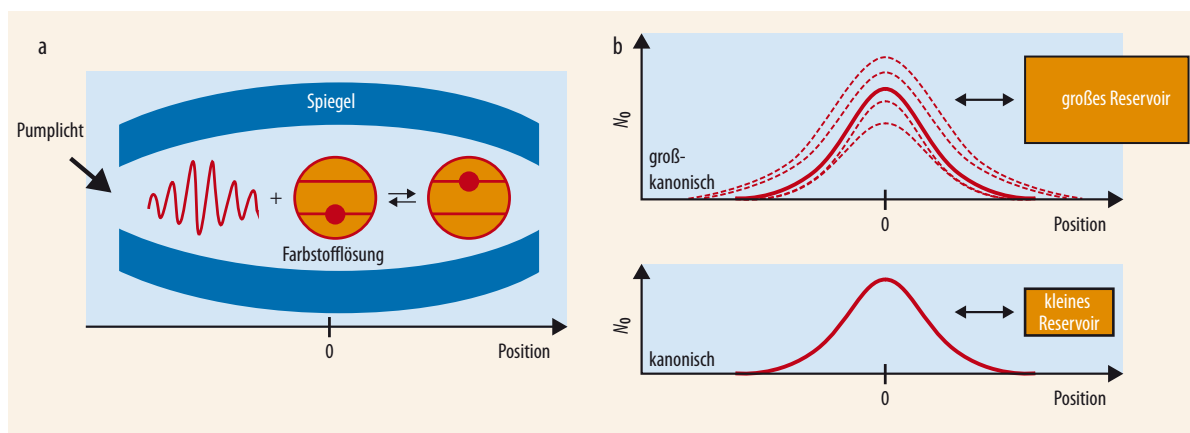 a
Spiegel
Pumplicht
+
Farbstofflösung
0
Position
b
N₀
großes Reservoir
groß-
kanonisch
0
Position
N₀
kleines
Reservoir
kanonisch
0
Position